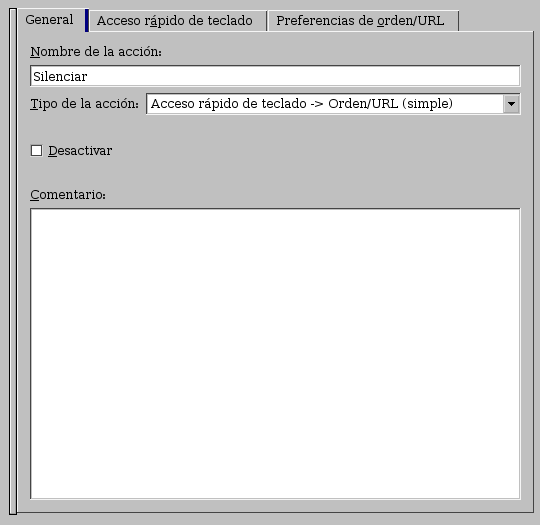 General Acceso rápido de teclado Preferencias de orden/URL
Nombre de la acción:
Silenciar
Tipo de la acción: Acceso rápido de teclado -> Orden/URL (simple)
Desactivar
Comentario: